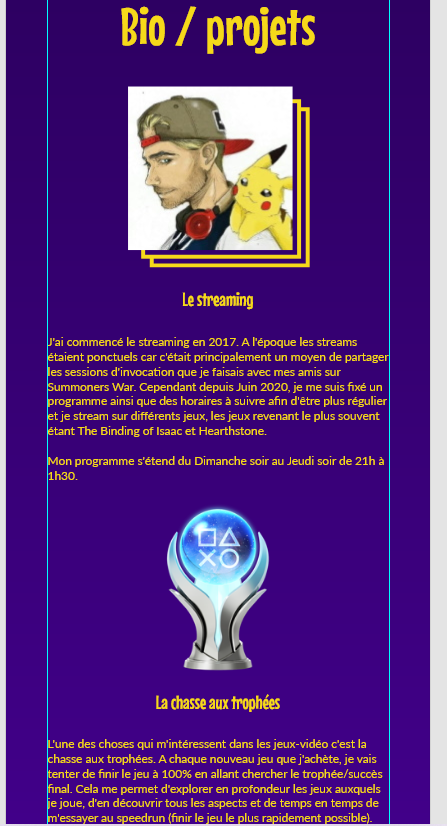 Bio / projets
Le streaming
J'ai commencé le streaming en 2017. A l'époque les streams
étaient ponctuels car c'était principalement un moyen de partager
les sessions d'invocation que je faisais avec mes amis sur
Summoners War. Cependant depuis Juin 2020, je me suis fixé un
programme ainsi que des horaires à suivre afin d'être plus régulier
et je stream sur différents jeux, les jeux revenant le plus souvent
étant The Binding of Isaac et Hearthstone.
Mon programme s'étend du Dimanche soir au Jeudi soir de 21h à
1h30.
La chasse aux trophées
L'une des choses qui m'intéressent dans les jeux-vidéo c'est la
chasse aux trophées. A chaque nouveau jeu que j'achète, je vais
tenter de finir le jeu à 100% en allant chercher le trophée/succès
final. Cela me permet d'explorer en profondeur les jeux auxquels
je joue, d'en découvrir tous les aspects et de temps en temps de
m'essayer au speedrun (finir le jeu le plus rapidement possible).